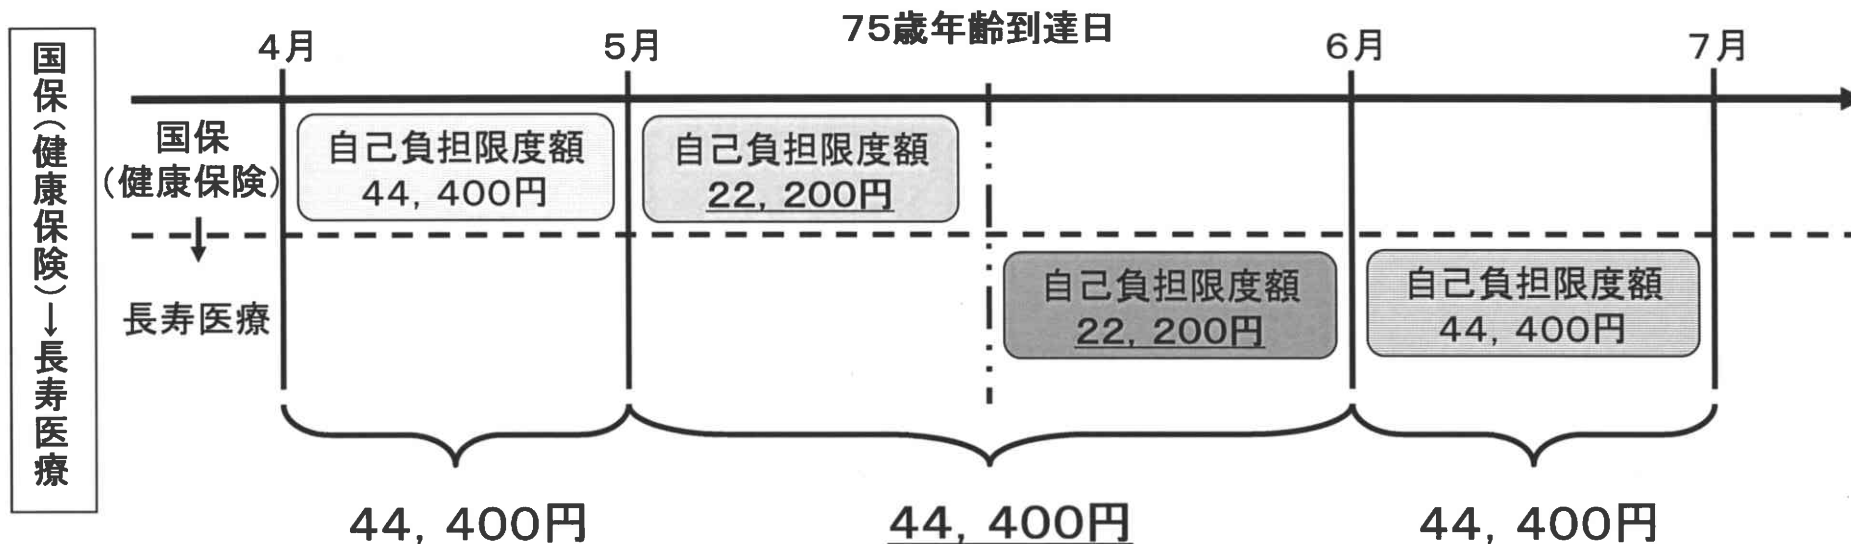 国保(健康保険)→長寿医療
75歳年齢到達日
4月
5月
6月
7月
国保
(健康保険)
長寿医療
自己負担限度額
44, 400円
自己負担限度額
22, 200円
自己負担限度額
22, 200円
自己負担限度額
44, 400円
44, 400円
44, 400円
44, 400円